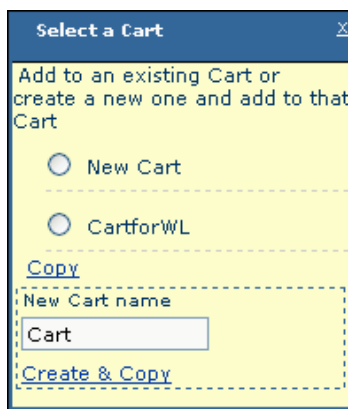 Select a Cart
X
Add to an existing Cart or
create a new one and add to that
Cart
New Cart
CartforWL
Copy
New Cart name
Cart
Create & Copy